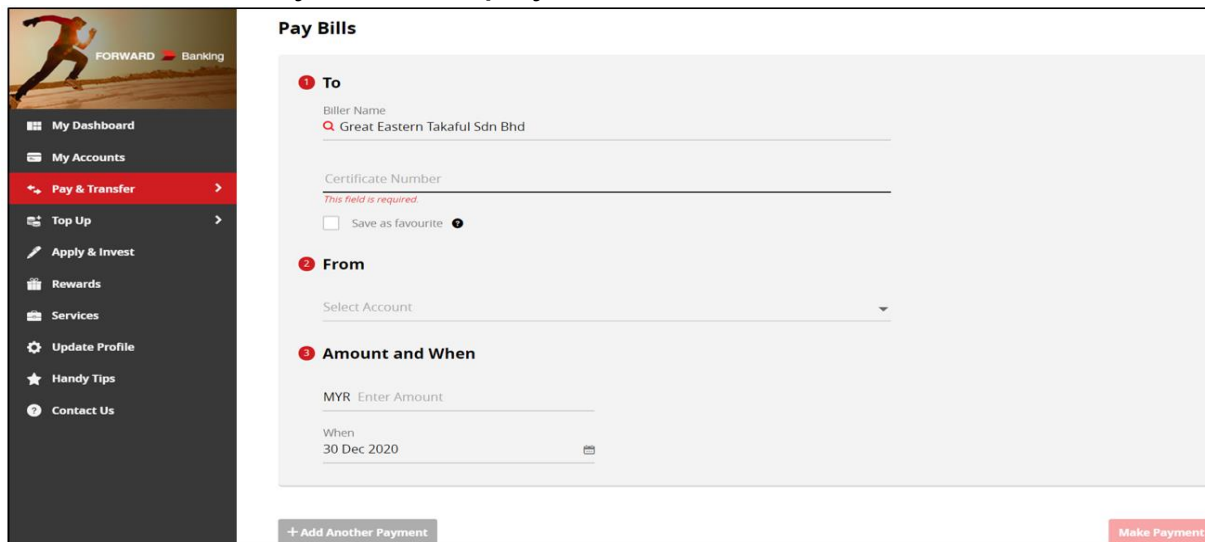 FORWARD Banking
My Dashboard
My Accounts
Pay & Transfer
Top Up
Apply & Invest
Rewards
Services
Update Profile
Handy Tips
Contact Us
Pay Bills
1 To
Biller Name
Great Eastern Takaful Sdn Bhd
Certificate Number
This field is required.
Save as favourite ?
2 From
Select Account
3 Amount and When
MYR Enter Amount
When
30 Dec 2020
+ Add Another Payment
Make Payment